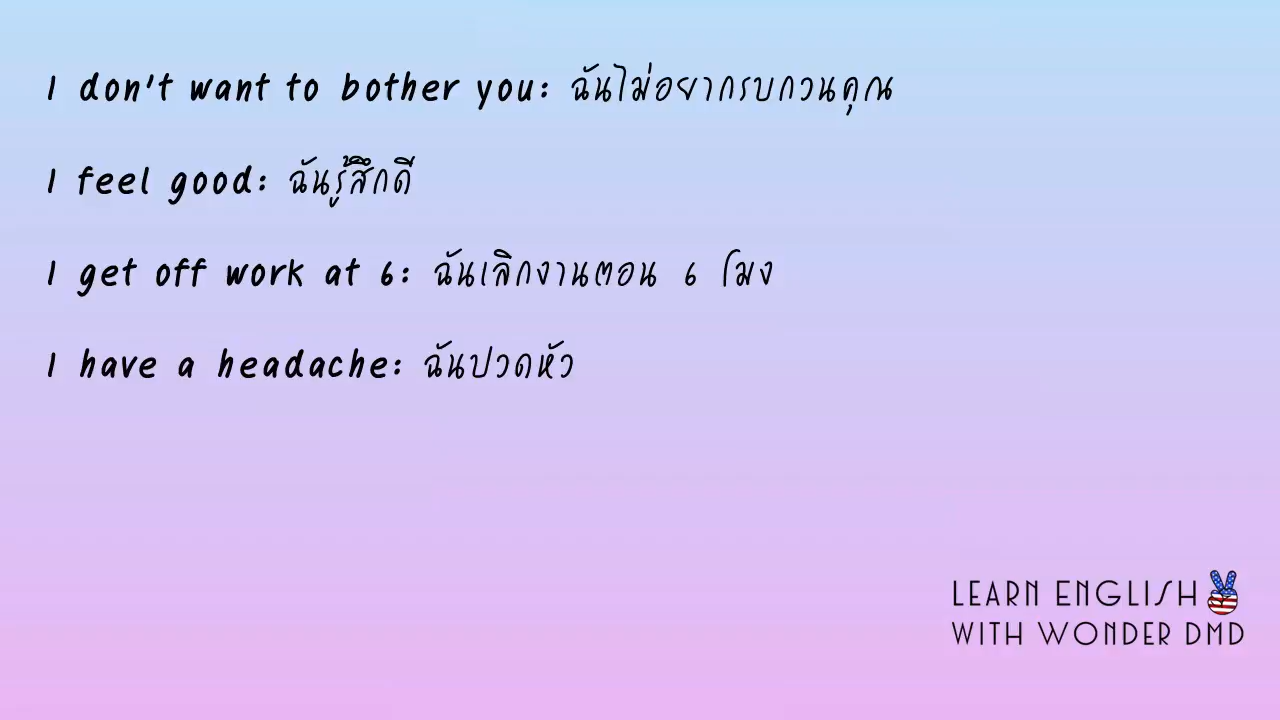 I don't want to bother you: ฉันไม่อยากรบกวนคุณ
I feel good: ฉันรู้สึกดี
I get off work at 6: ฉันเลิกงานตอน 6 โมง
I have a headache: ฉันปวดหัว
LEARN ENGLISH
WITH WONDER DMD